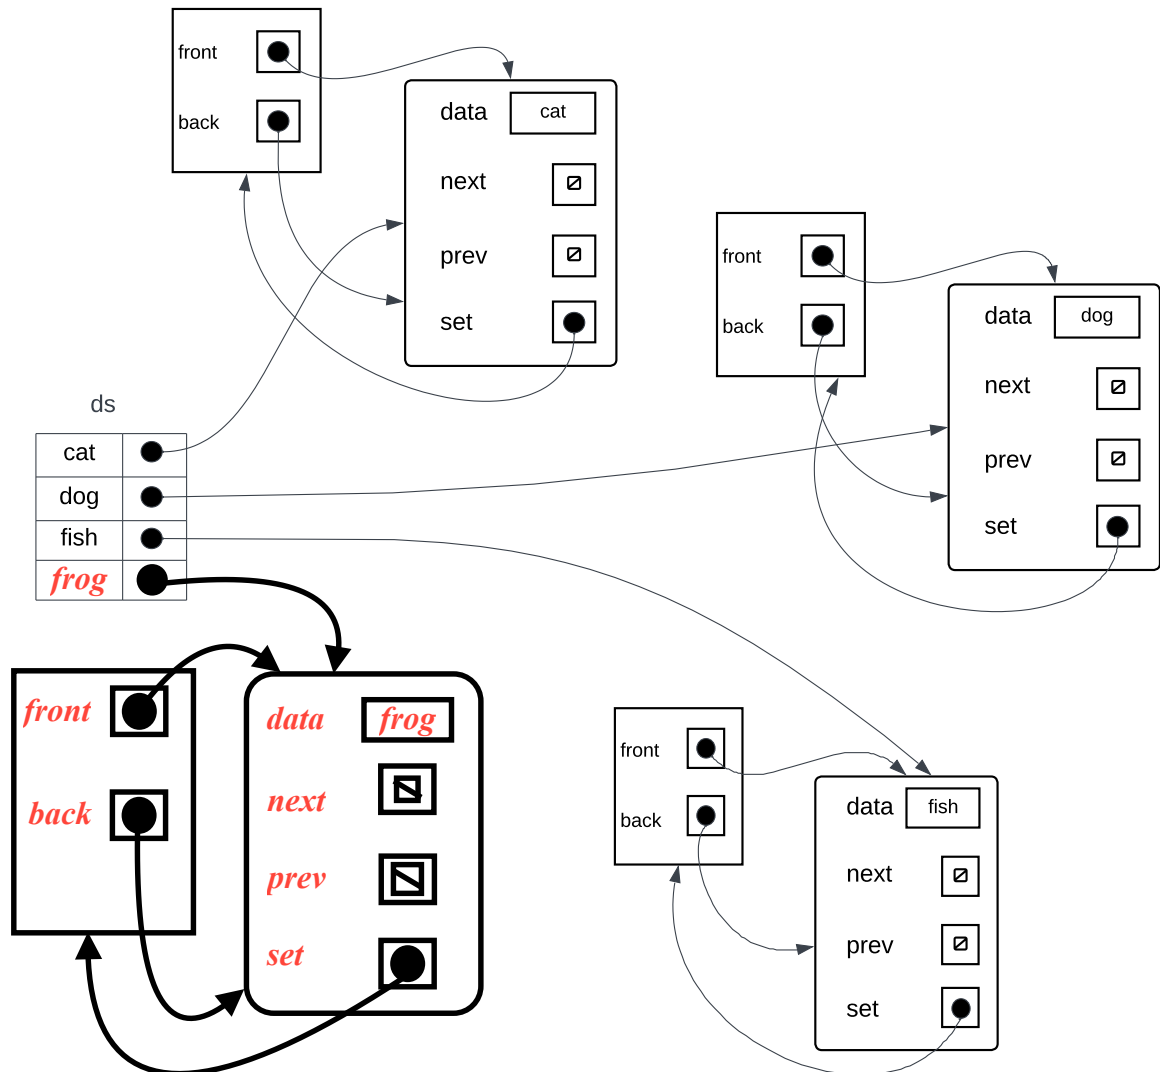 front
back
data cat
next
prev
set
front
back
data dog
next
prev
set
ds
cat
dog
fish
frog
front
back
data frog
next
prev
set
front
back
data fish
next
prev
set